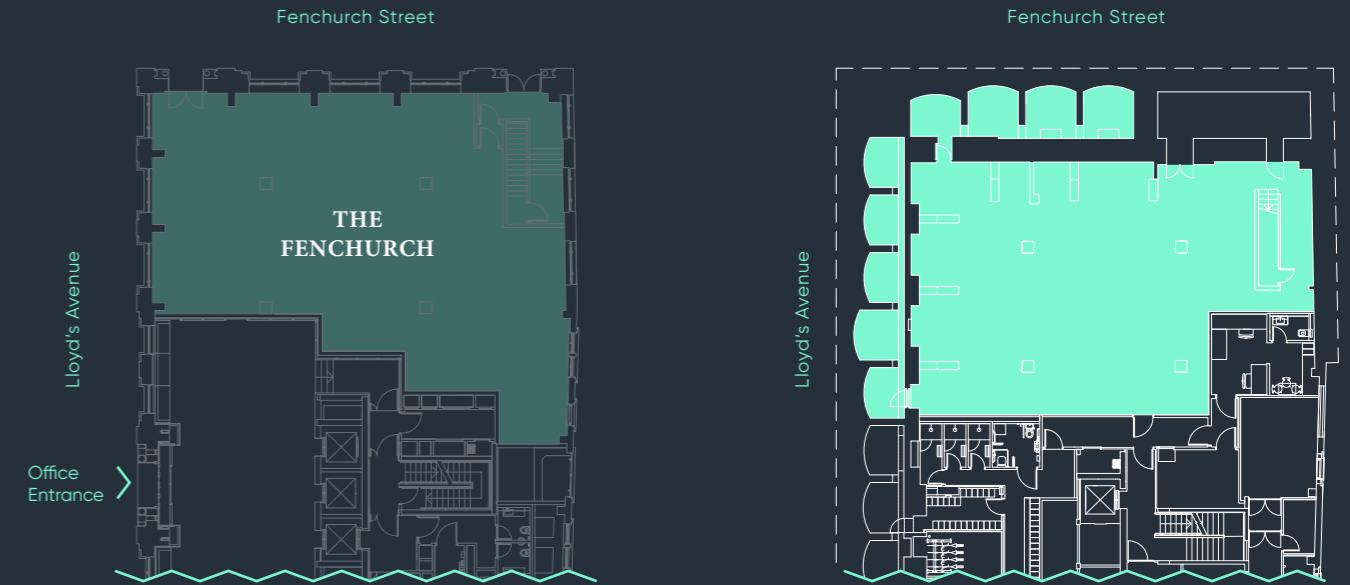 Fenchurch Street
THE
FENCHURCH
Lloyd's Avenue
Office
Entrance
Fenchurch Street
Lloyd's Avenue